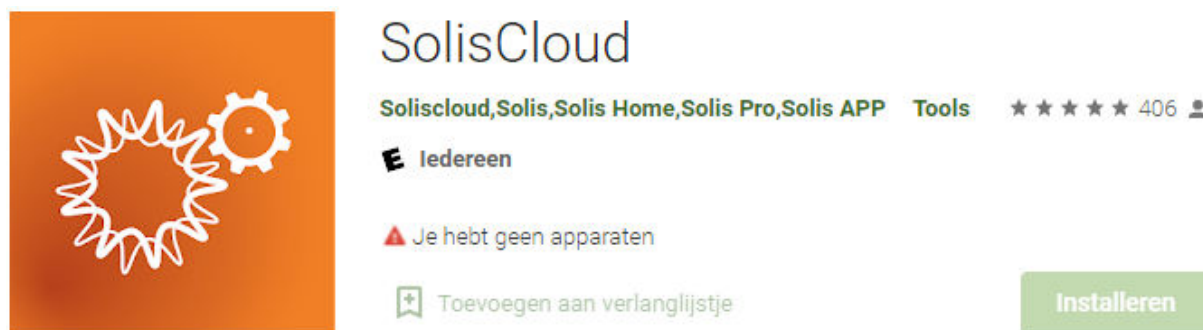 SolisCloud
Soliscloud,Solis,Solis Home,Solis Pro,Solis APP Tools 406
E Iedereen
Je hebt geen apparaten
Toevoegen aan verlanglijstje Installeren